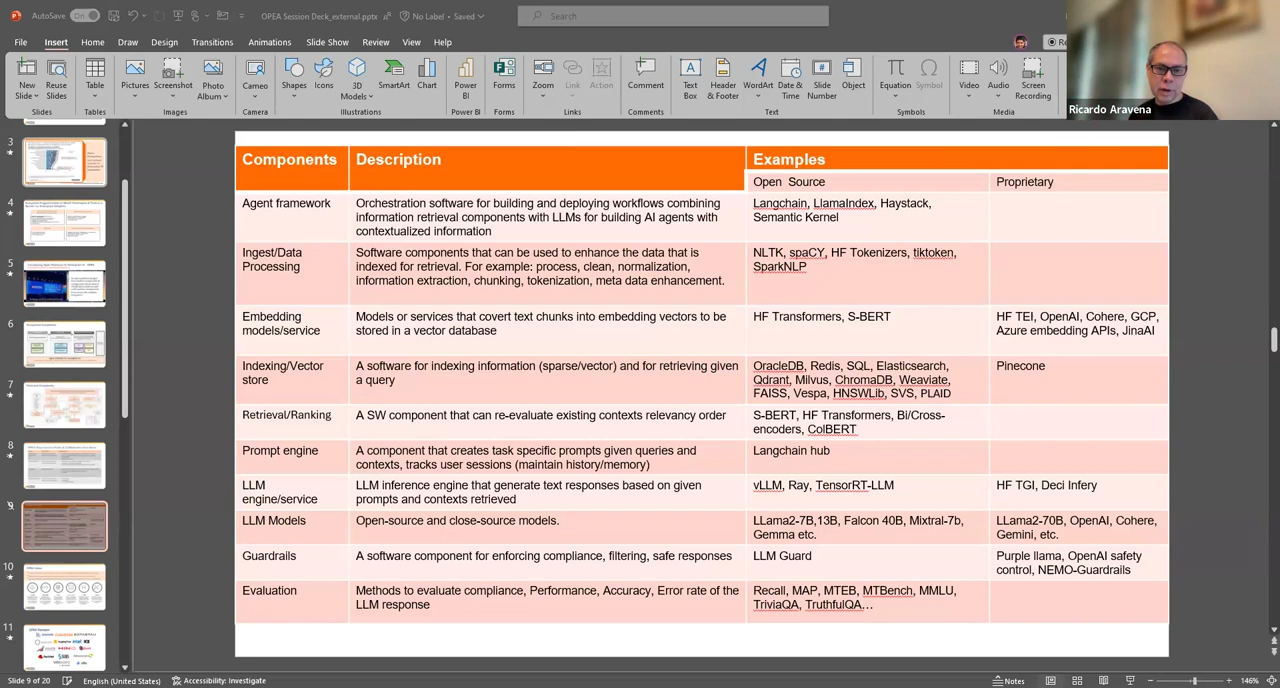 AutoSave
On
OPEA Session Deck_external.pptx
No Label • Saved
Search
File
Insert
Home
Draw
Design
Transitions
Animations
Slide Show
Review
View
Help
Re
New
Slide
Reuse
Slides
Table
Pictures
Screenshot
Photo
Album
Cameo
Shapes
Icons
3D
Models
SmartArt
Chart
Power
BI
Forms
Zoom
Link
Action
Comment
Text
Box
Header
& Footer
WordArt
Date &
Time
Slide
Number
Object
Equation
Symbol
Video
Audio
Screen
Recording
Slides
Tables
Images
Camera
Illustrations
Power BI
Forms
Links
Comments
Text
Symbols
Media
Ricardo Aravena
3
4
5
6
7
8
9
10
11
Components
Description
Examples
Open Source
Proprietary
Agent framework
Orchestration software for building and deploying workflows combining
information retrieval components with LLMs for building AI agents with
contextualized information
Langchain, LlamaIndex, Haystack,
Semantic Kernel
Ingest/Data
Processing
Software components that can be used to enhance the data that is
indexed for retrieval. For example: process, clean, normalization,
information extraction, chunking, tokenization, meta data enhancement.
NLTK, spaCY, HF Tokenizers, tiktoken,
SparkNLP
Embedding
models/service
Models or services that covert text chunks into embedding vectors to be
stored in a vector database
HF Transformers, S-BERT
HF TEI, OpenAI, Cohere, GCP,
Azure embedding APIs, JinaAI
Indexing/Vector
store
A software for indexing information (sparse/vector) and for retrieving given
a query
OracleDB, Redis, SQL, Elasticsearch,
Qdrant, Milvus, ChromaDB, Weaviate,
FAISS, Vespa, HNSWLib, SVS, PLAID
Pinecone
Retrieval/Ranking
A SW component that can re-evaluate existing contexts relevancy order
S-BERT, HF Transformers, Bi/Cross-
encoders, ColBERT
Prompt engine
A component that creates task specific prompts given queries and
contexts, tracks user sessions (maintain history/memory)
Langchain hub
LLM
engine/service
LLM inference engine that generate text responses based on given
prompts and contexts retrieved
vLLM, Ray, TensorRT-LLM
HF TGI, Deci Infery
LLM Models
Open-source and close-source models.
LLama2-7B,13B, Falcon 40B, Mixtral-7b,
Gemma etc.
LLama2-70B, OpenAI, Cohere,
Gemini, etc.
Guardrails
A software component for enforcing compliance, filtering, safe responses
LLM Guard
Purple llama, OpenAI safety
control, NEMO-Guardrails
Evaluation
Methods to evaluate compliance, Performance, Accuracy, Error rate of the
LLM response
Recall, MAP, MTEB, MTBench, MMLU,
TriviaQA, TruthfulQA…
Slide 9 of 20
English (United States)
Accessibility: Investigate
Notes
146%